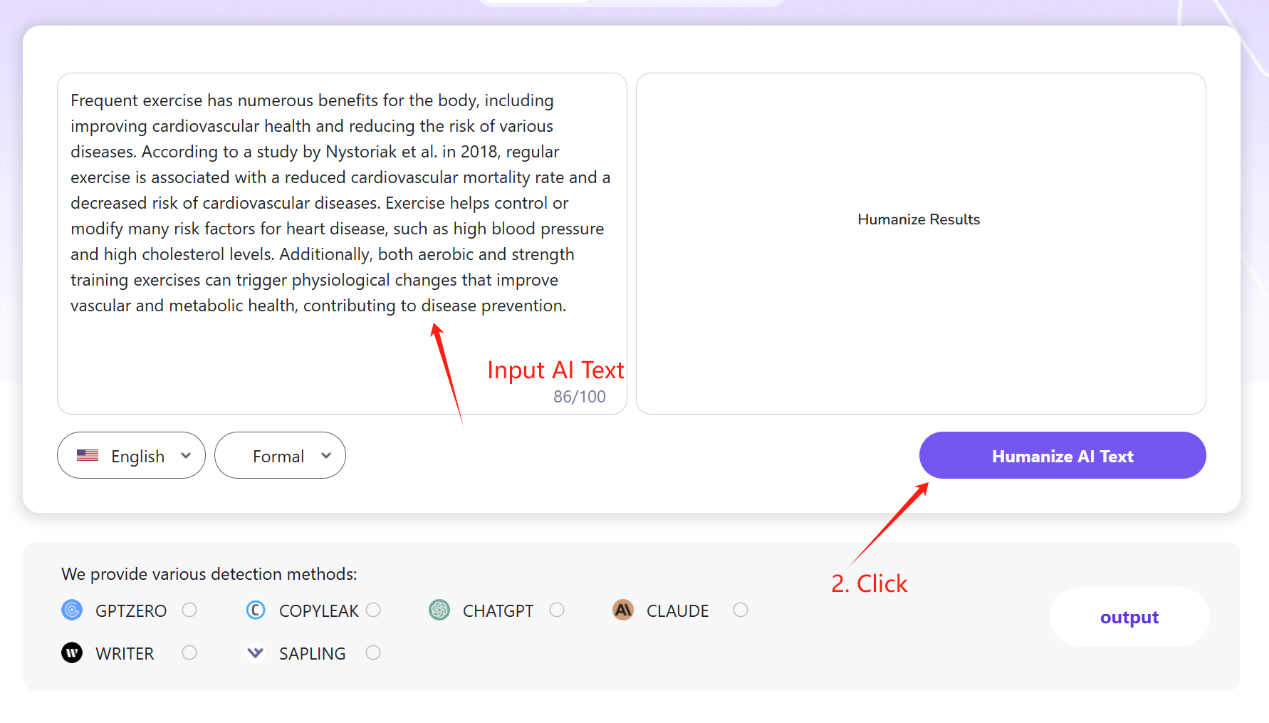 Frequent exercise has numerous benefits for the body, including
improving cardiovascular health and reducing the risk of various
diseases. According to a study by Nystoriak et al. in 2018, regular
exercise is associated with a reduced cardiovascular mortality rate and a
decreased risk of cardiovascular diseases. Exercise helps control or
modify many risk factors for heart disease, such as high blood pressure
and high cholesterol levels. Additionally, both aerobic and strength
training exercises can trigger physiological changes that improve
vascular and metabolic health, contributing to disease prevention.
Input AI Text
86/100
Humanize Results
English
Formal
Humanize AI Text
2. Click
We provide various detection methods:
GPTZERO
COPYLEAK
CHATGPT
CLAUDE
WRITER
SAPLING
output